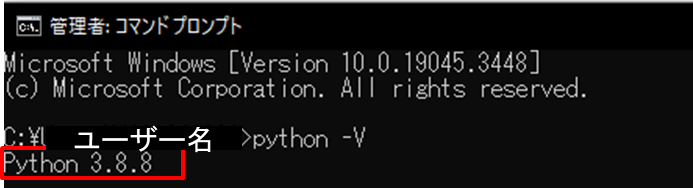 管理者: コマンド プロンプト
Microsoft Windows [Version 10.0.19045.3448]
(c) Microsoft Corporation. All rights reserved.
C:¥ ユーザー名 >python -V
Python 3.8.8